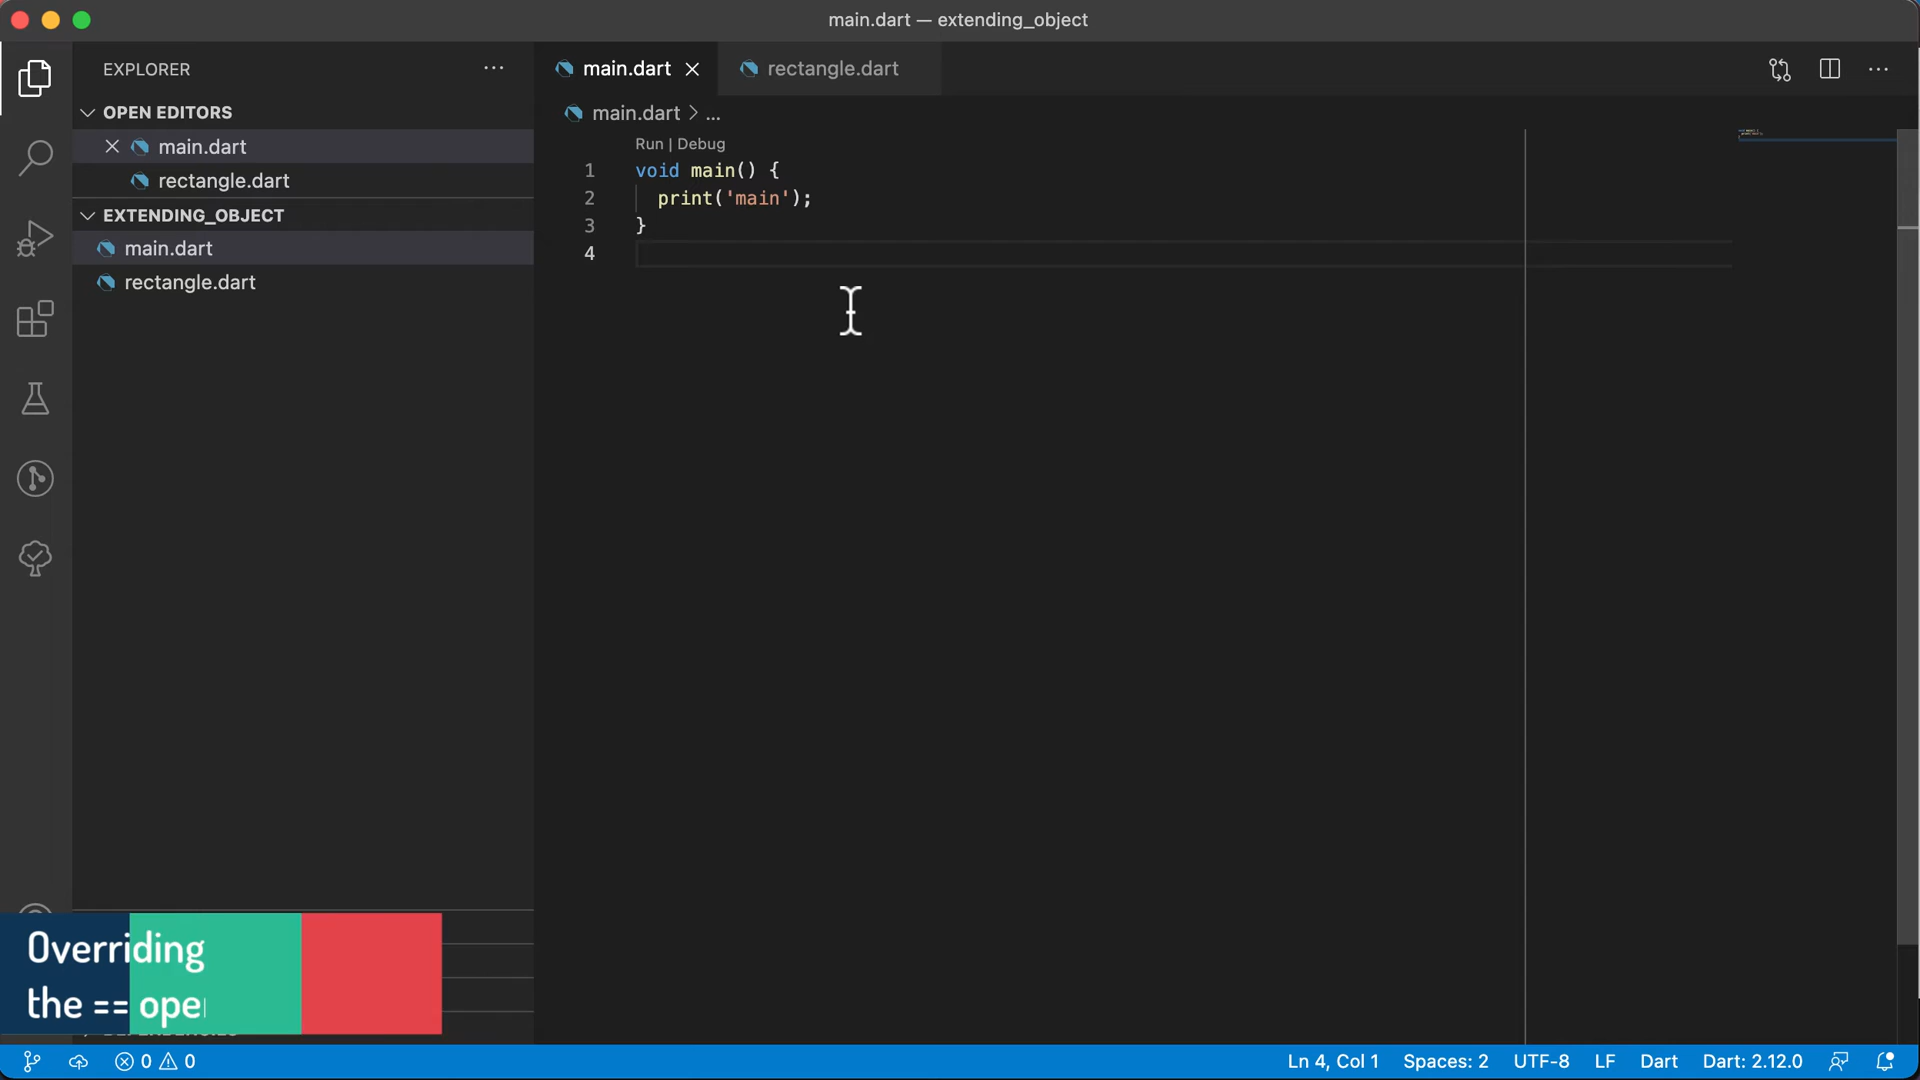 main.dart — extending_object
EXPLORER
main.dart
rectangle.dart
OPEN EDITORS
main.dart
rectangle.dart
EXTENDING_OBJECT
main.dart
rectangle.dart
main.dart > ...
Run | Debug
1 void main() {
2 print('main');
3 }
4
Overriding
the == ope
0 0
Ln 4, Col 1
Spaces: 2
UTF-8
LF
Dart
Dart: 2.12.0